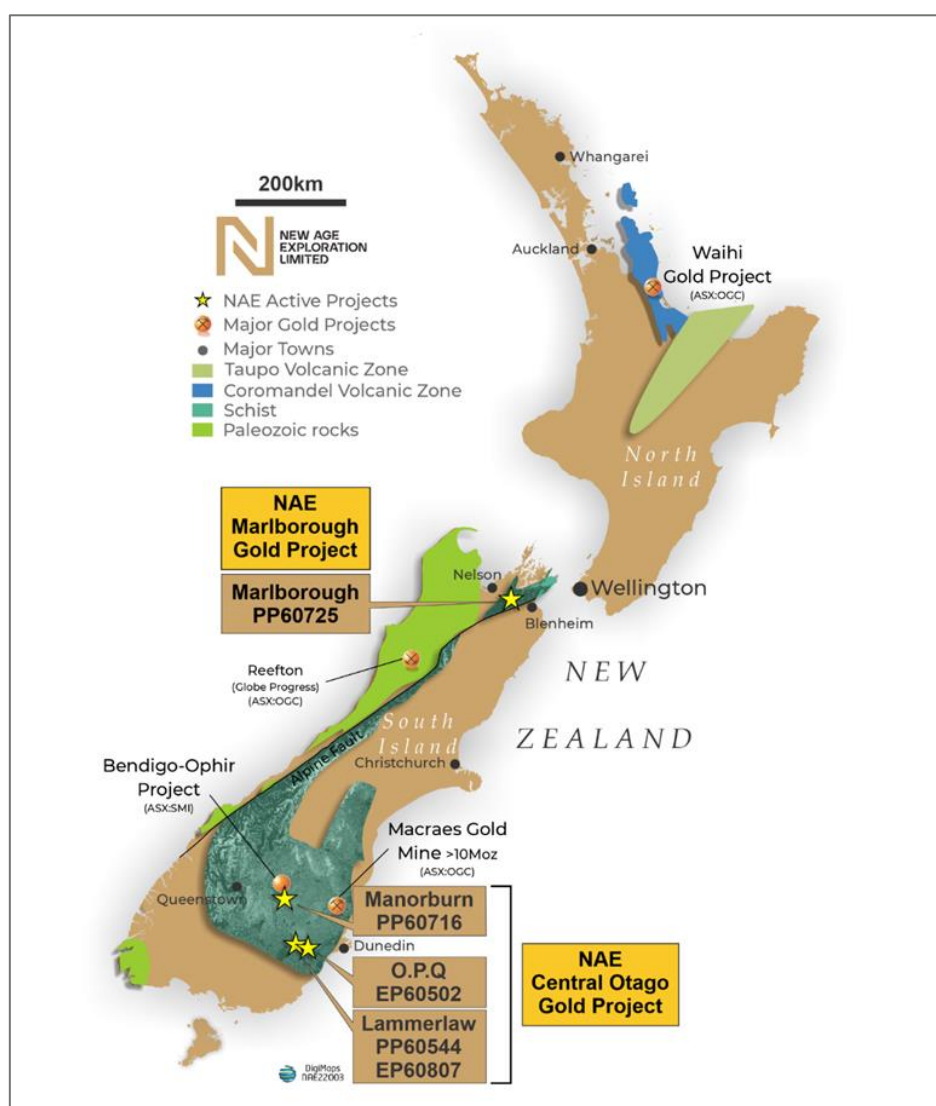 Whangarei
200km
NEW AGE
EXPLORATION
LIMITED
Auckland
Waihi
Gold Project
(ASX:OGC)
NAE Active Projects
Major Gold Projects
Major Towns
Taupo Volcanic Zone
Coromandel Volcanic Zone
Schist
Paleozoic rocks
North
Island
NAE
Marlborough
Gold Project
Marlborough
PP60725
Nelson
Wellington
Blenheim
Reefton
(Globe Progress)
(ASX:OGC)
NEW
ZEALAND
South
Island
Alpine Fault
Christchurch
Bendigo-Ophir
Project
(ASX:SMI)
Macraes Gold
Mine >10Moz
(ASX:OGC)
Queenstown
Manorburn
PP60716
Dunedin
O.P.Q
EP60502
Lammerlaw
PP60544
EP60807
NAE
Central Otago
Gold Project
DigiMaps
NAE22003